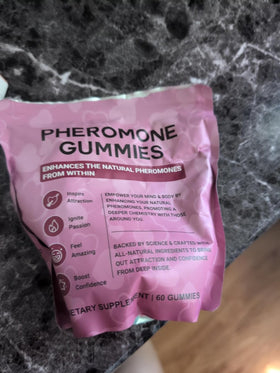 PHEROMONE
GUMMIES
ENHANCES THE NATURAL PHEROMONES
FROM WITHIN
Inspire
Attraction
Ignite
Passion
Feel
Amazing
Boost
Confidence
EMPOWER YOUR MIND & BODY BY
ENHANCING YOUR NATURAL
PHEROMONES, PROMOTING A
DEEPER CHEMISTRY WITH THOSE
AROUND YOU.
BACKED BY SCIENCE & CRAFTED WITH
ALL-NATURAL INGREDIENTS TO BRING
OUT ATTRACTION AND CONFIDENCE
FROM DEEP INSIDE.
ETARY SUPPLEMENT | 60 GUMMIES